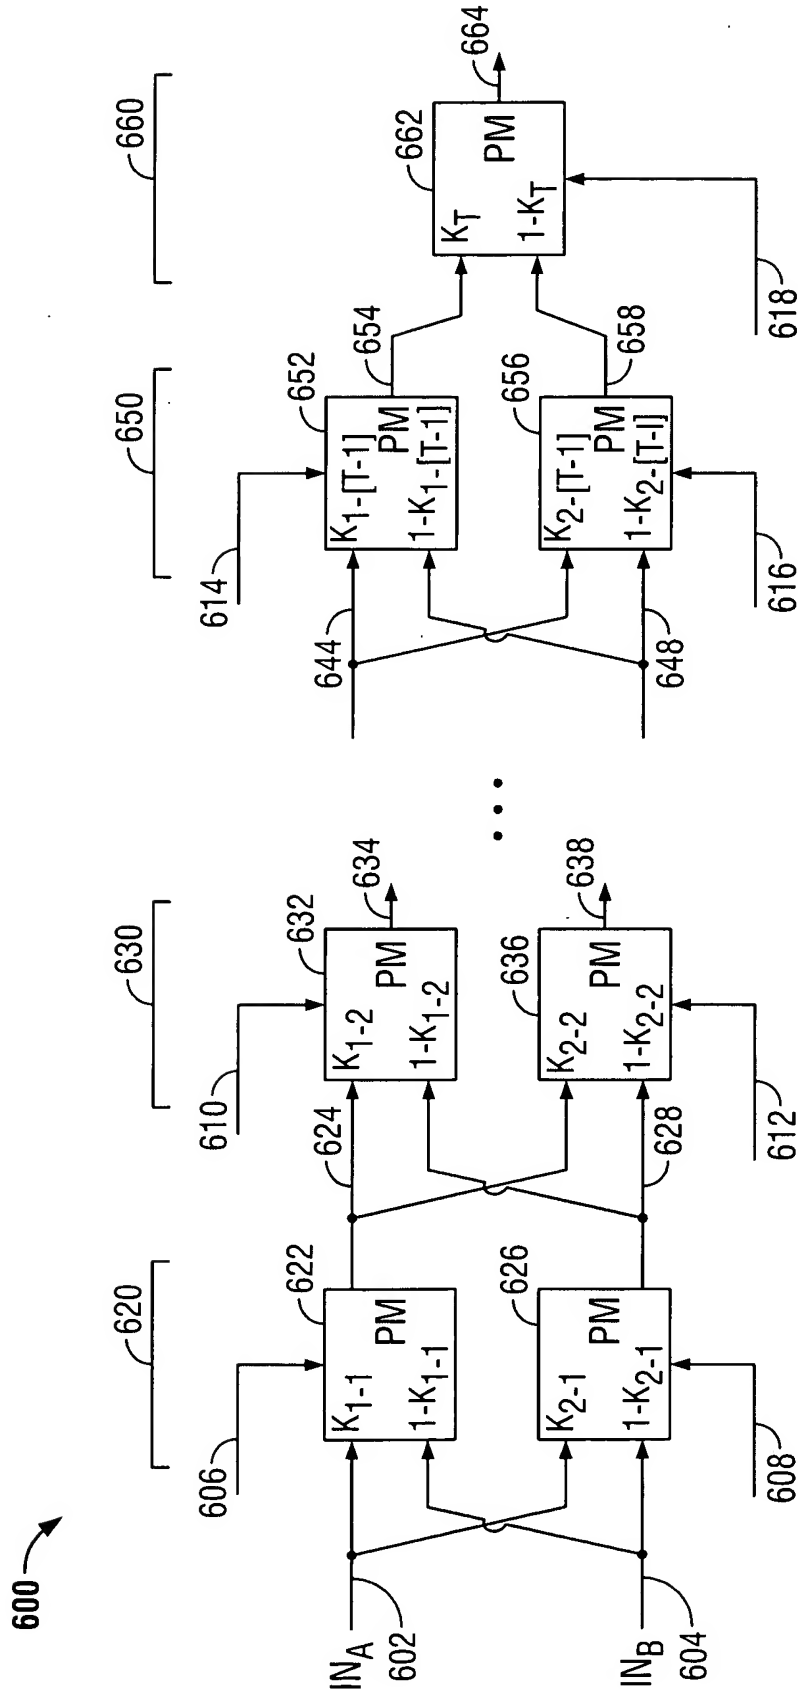 600
620
630
650
660
606
610
614
622
K1-1
PM
1-K1-1
624
632
K1-2
PM
1-K1-2
634
644
652
K1-[T-1]
PM
1-K1-[T-1]
654
662
KT
PM
1-KT
664
INA
602
INB
604
626
K2-1
PM
1-K2-1
628
636
K2-2
PM
1-K2-2
638
...
648
656
K2-[T-1]
PM
1-K2-[T-I]
658
608
612
616
618